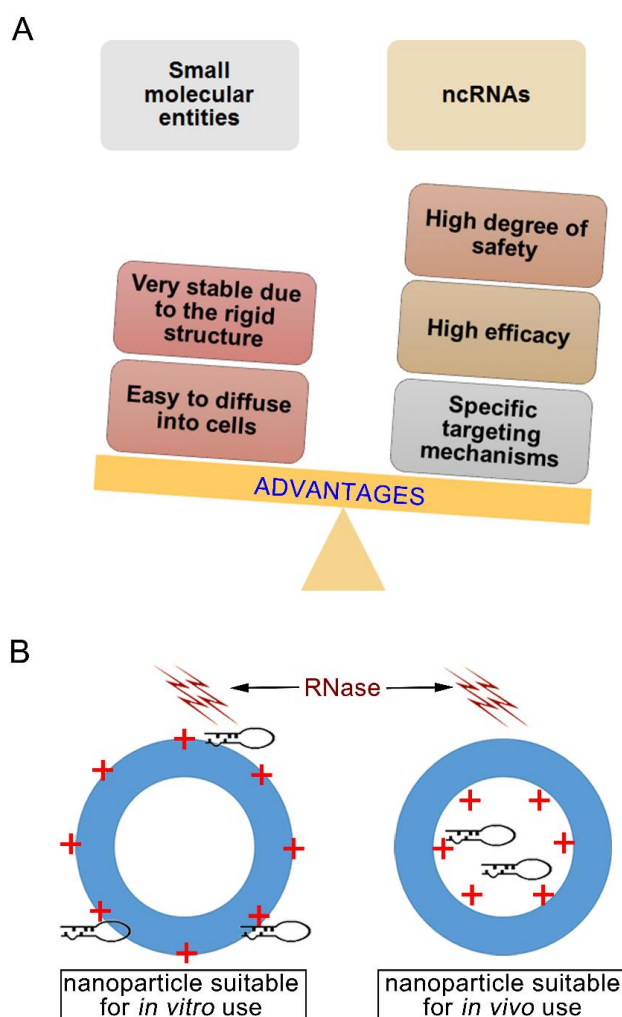 A
Small
molecular
entities
ncRNAs
High degree of
safety
Very stable due
to the rigid
structure
High efficacy
Easy to diffuse
into cells
Specific
targeting
mechanisms
ADVANTAGES
B
RNase
nanoparticle suitable
for in vitro use
nanoparticle suitable
for in vivo use